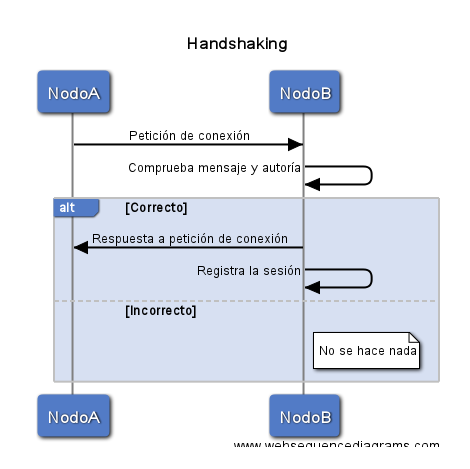 Handshaking
NodoA
NodoB
Petición de conexión
Comprueba mensaje y autoría
alt
[Correcto]
Respuesta a petición de conexión
Registra la sesión
[Incorrecto]
No se hace nada
NodoA
NodoB
www.websequencediagrams.com